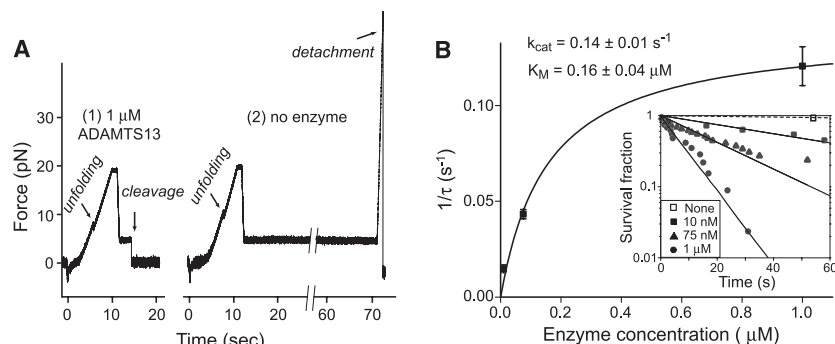 A
Force (pN)
30
20
10
0
(1) 1 μM
ADAMTS13
unfolding
cleavage
(2) no enzyme
unfolding
detachment
0 10 20
0 10 20 60 70
Time (sec)
B
kcat = 0.14 ± 0.01 s-1
KM = 0.16 ± 0.04 μM
1/τ (s-1)
0.10
0.05
0.00
0.0 0.2 0.4 0.6 0.8 1.0
Enzyme concentration ( μM)
Survival fraction
1
0.1
0.01
None
10 nM
75 nM
1 μM
0 20 40 60
Time (s)